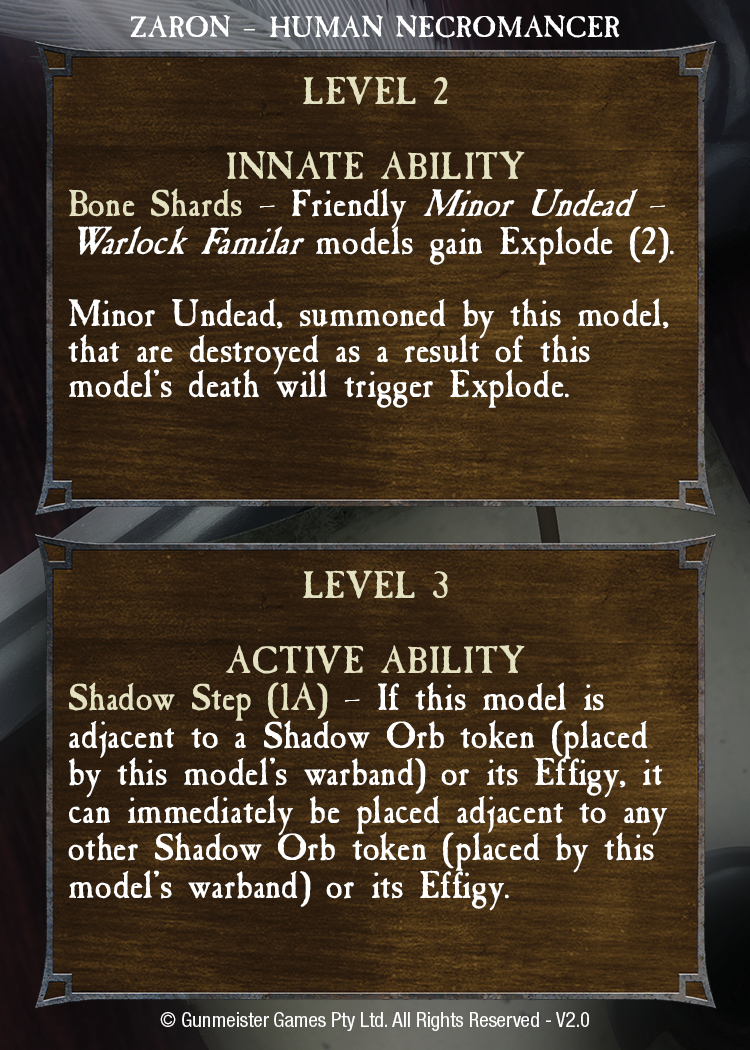 ZARON – HUMAN NECROMANCER
LEVEL 2
INNATE ABILITY
Bone Shards – Friendly Minor Undead –
Warlock Familar models gain Explode (2).
Minor Undead, summoned by this model,
that are destroyed as a result of this
model's death will trigger Explode.
LEVEL 3
ACTIVE ABILITY
Shadow Step (1A) – If this model is
adjacent to a Shadow Orb token (placed
by this model's warband) or its Effigy, it
can immediately be placed adjacent to any
other Shadow Orb token (placed by this
model's warband) or its Effigy.
© Gunmeister Games Pty Ltd. All Rights Reserved - V2.0